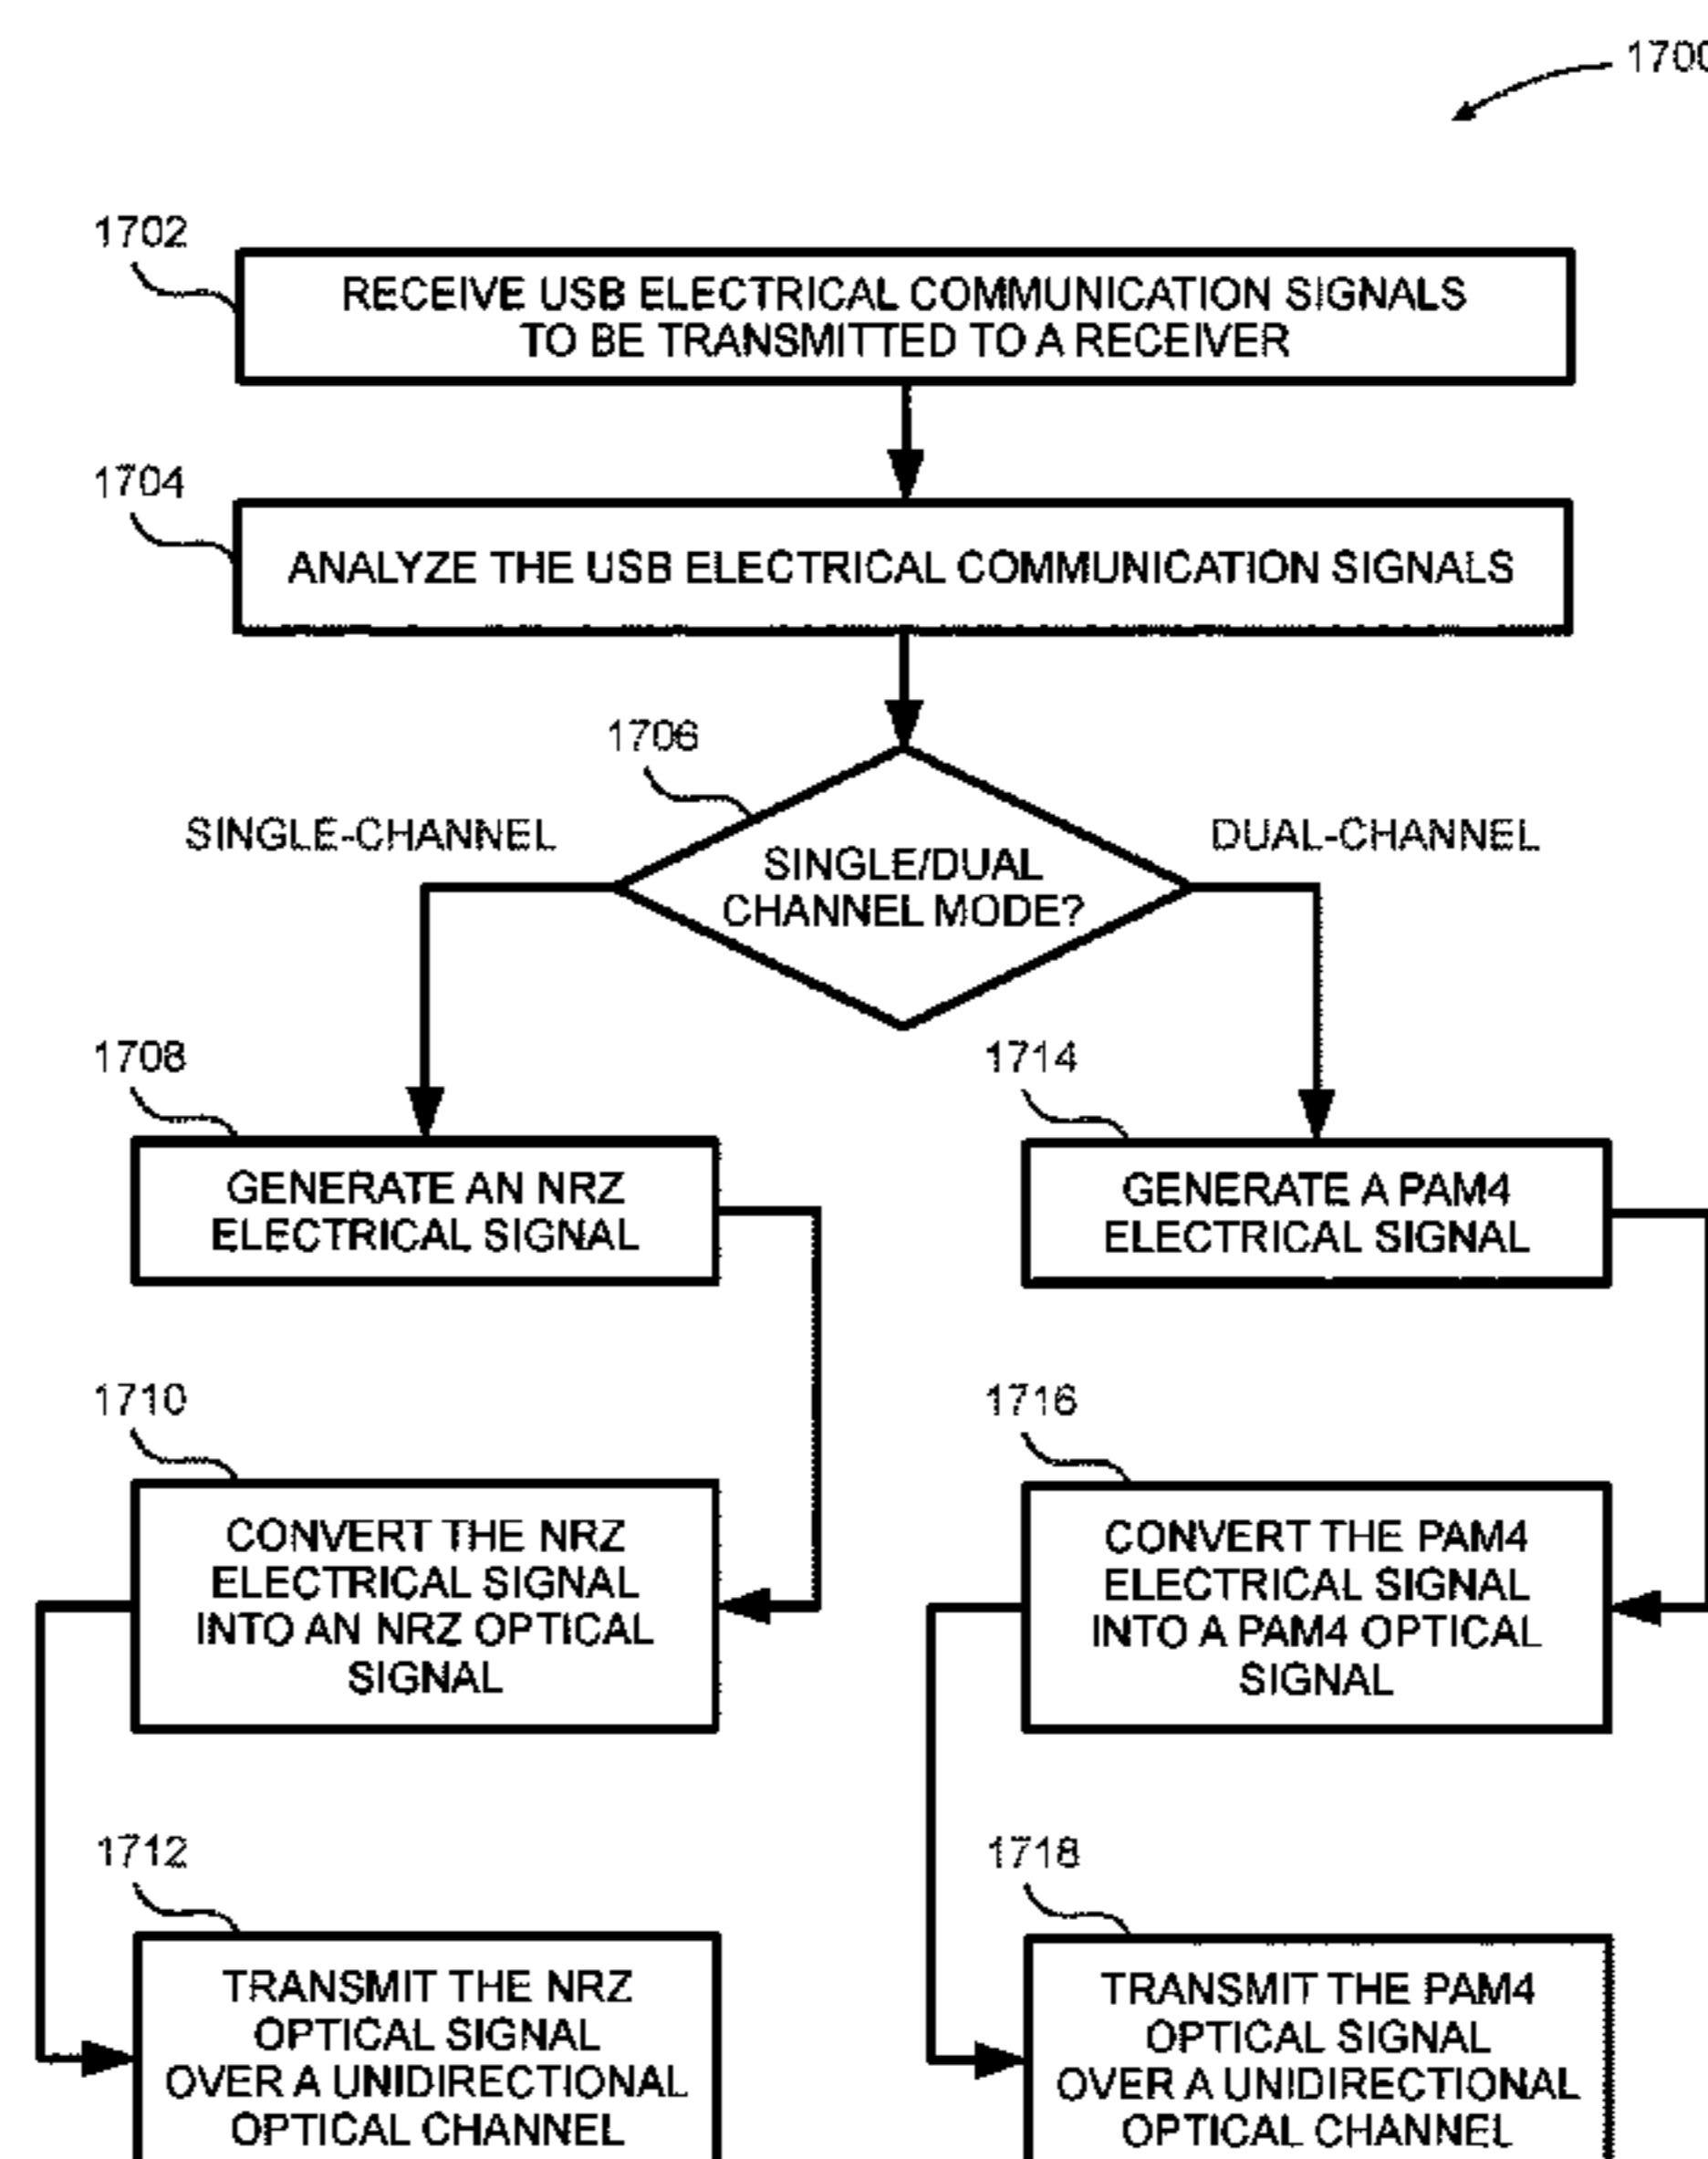 1700
1702
RECEIVE USB ELECTRICAL COMMUNICATION SIGNALS
TO BE TRANSMITTED TO A RECEIVER
1704
ANALYZE THE USB ELECTRICAL COMMUNICATION SIGNALS
1706
SINGLE-CHANNEL
DUAL-CHANNEL
SINGLE/DUAL
CHANNEL MODE?
1708
GENERATE AN NRZ
ELECTRICAL SIGNAL
1714
GENERATE A PAM4
ELECTRICAL SIGNAL
1710
CONVERT THE NRZ
ELECTRICAL SIGNAL
INTO AN NRZ OPTICAL
SIGNAL
1716
CONVERT THE PAM4
ELECTRICAL SIGNAL
INTO A PAM4 OPTICAL
SIGNAL
1712
TRANSMIT THE NRZ
OPTICAL SIGNAL
OVER A UNIDIRECTIONAL
OPTICAL CHANNEL
1718
TRANSMIT THE PAM4
OPTICAL SIGNAL
OVER A UNIDIRECTIONAL
OPTICAL CHANNEL